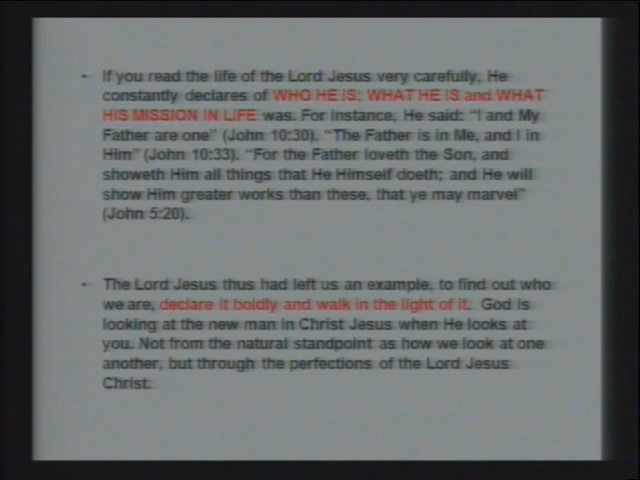 If you read the life of the Lord Jesus very carefully, He
constantly declares of WHO HE IS; WHAT HE IS and WHAT
HIS MISSION IN LIFE was. For instance, He said: "I and My
Father are one" (John 10:30). "The Father is in Me, and I in
Him" (John 10:33). "For the Father loveth the Son, and
showeth Him all things that He Himself doeth; and He will
show Him greater works than these, that ye may marvel"
(John 5:20).
The Lord Jesus thus had left us an example, to find out who
we are, declare it boldly and walk in the light of it. God is
looking at the new man in Christ Jesus when He looks at
you. Not from the natural standpoint as how we look at one
another, but through the perfections of the Lord Jesus
Christ.